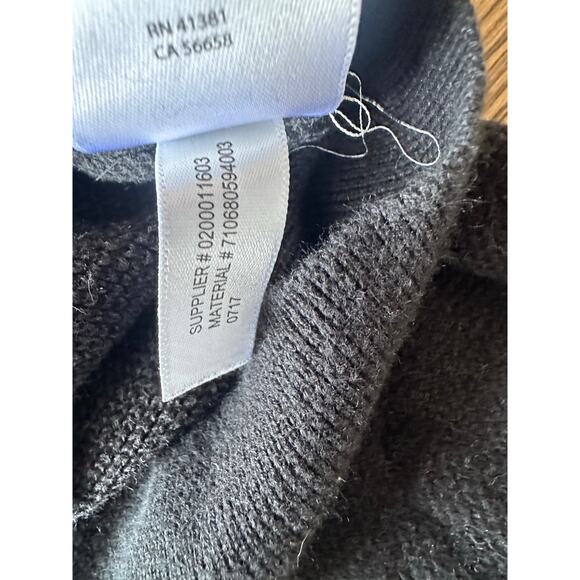 RN 41381
CA 56658
SUPPLIER # 0200011603
MATERIAL # 710680594003
0717